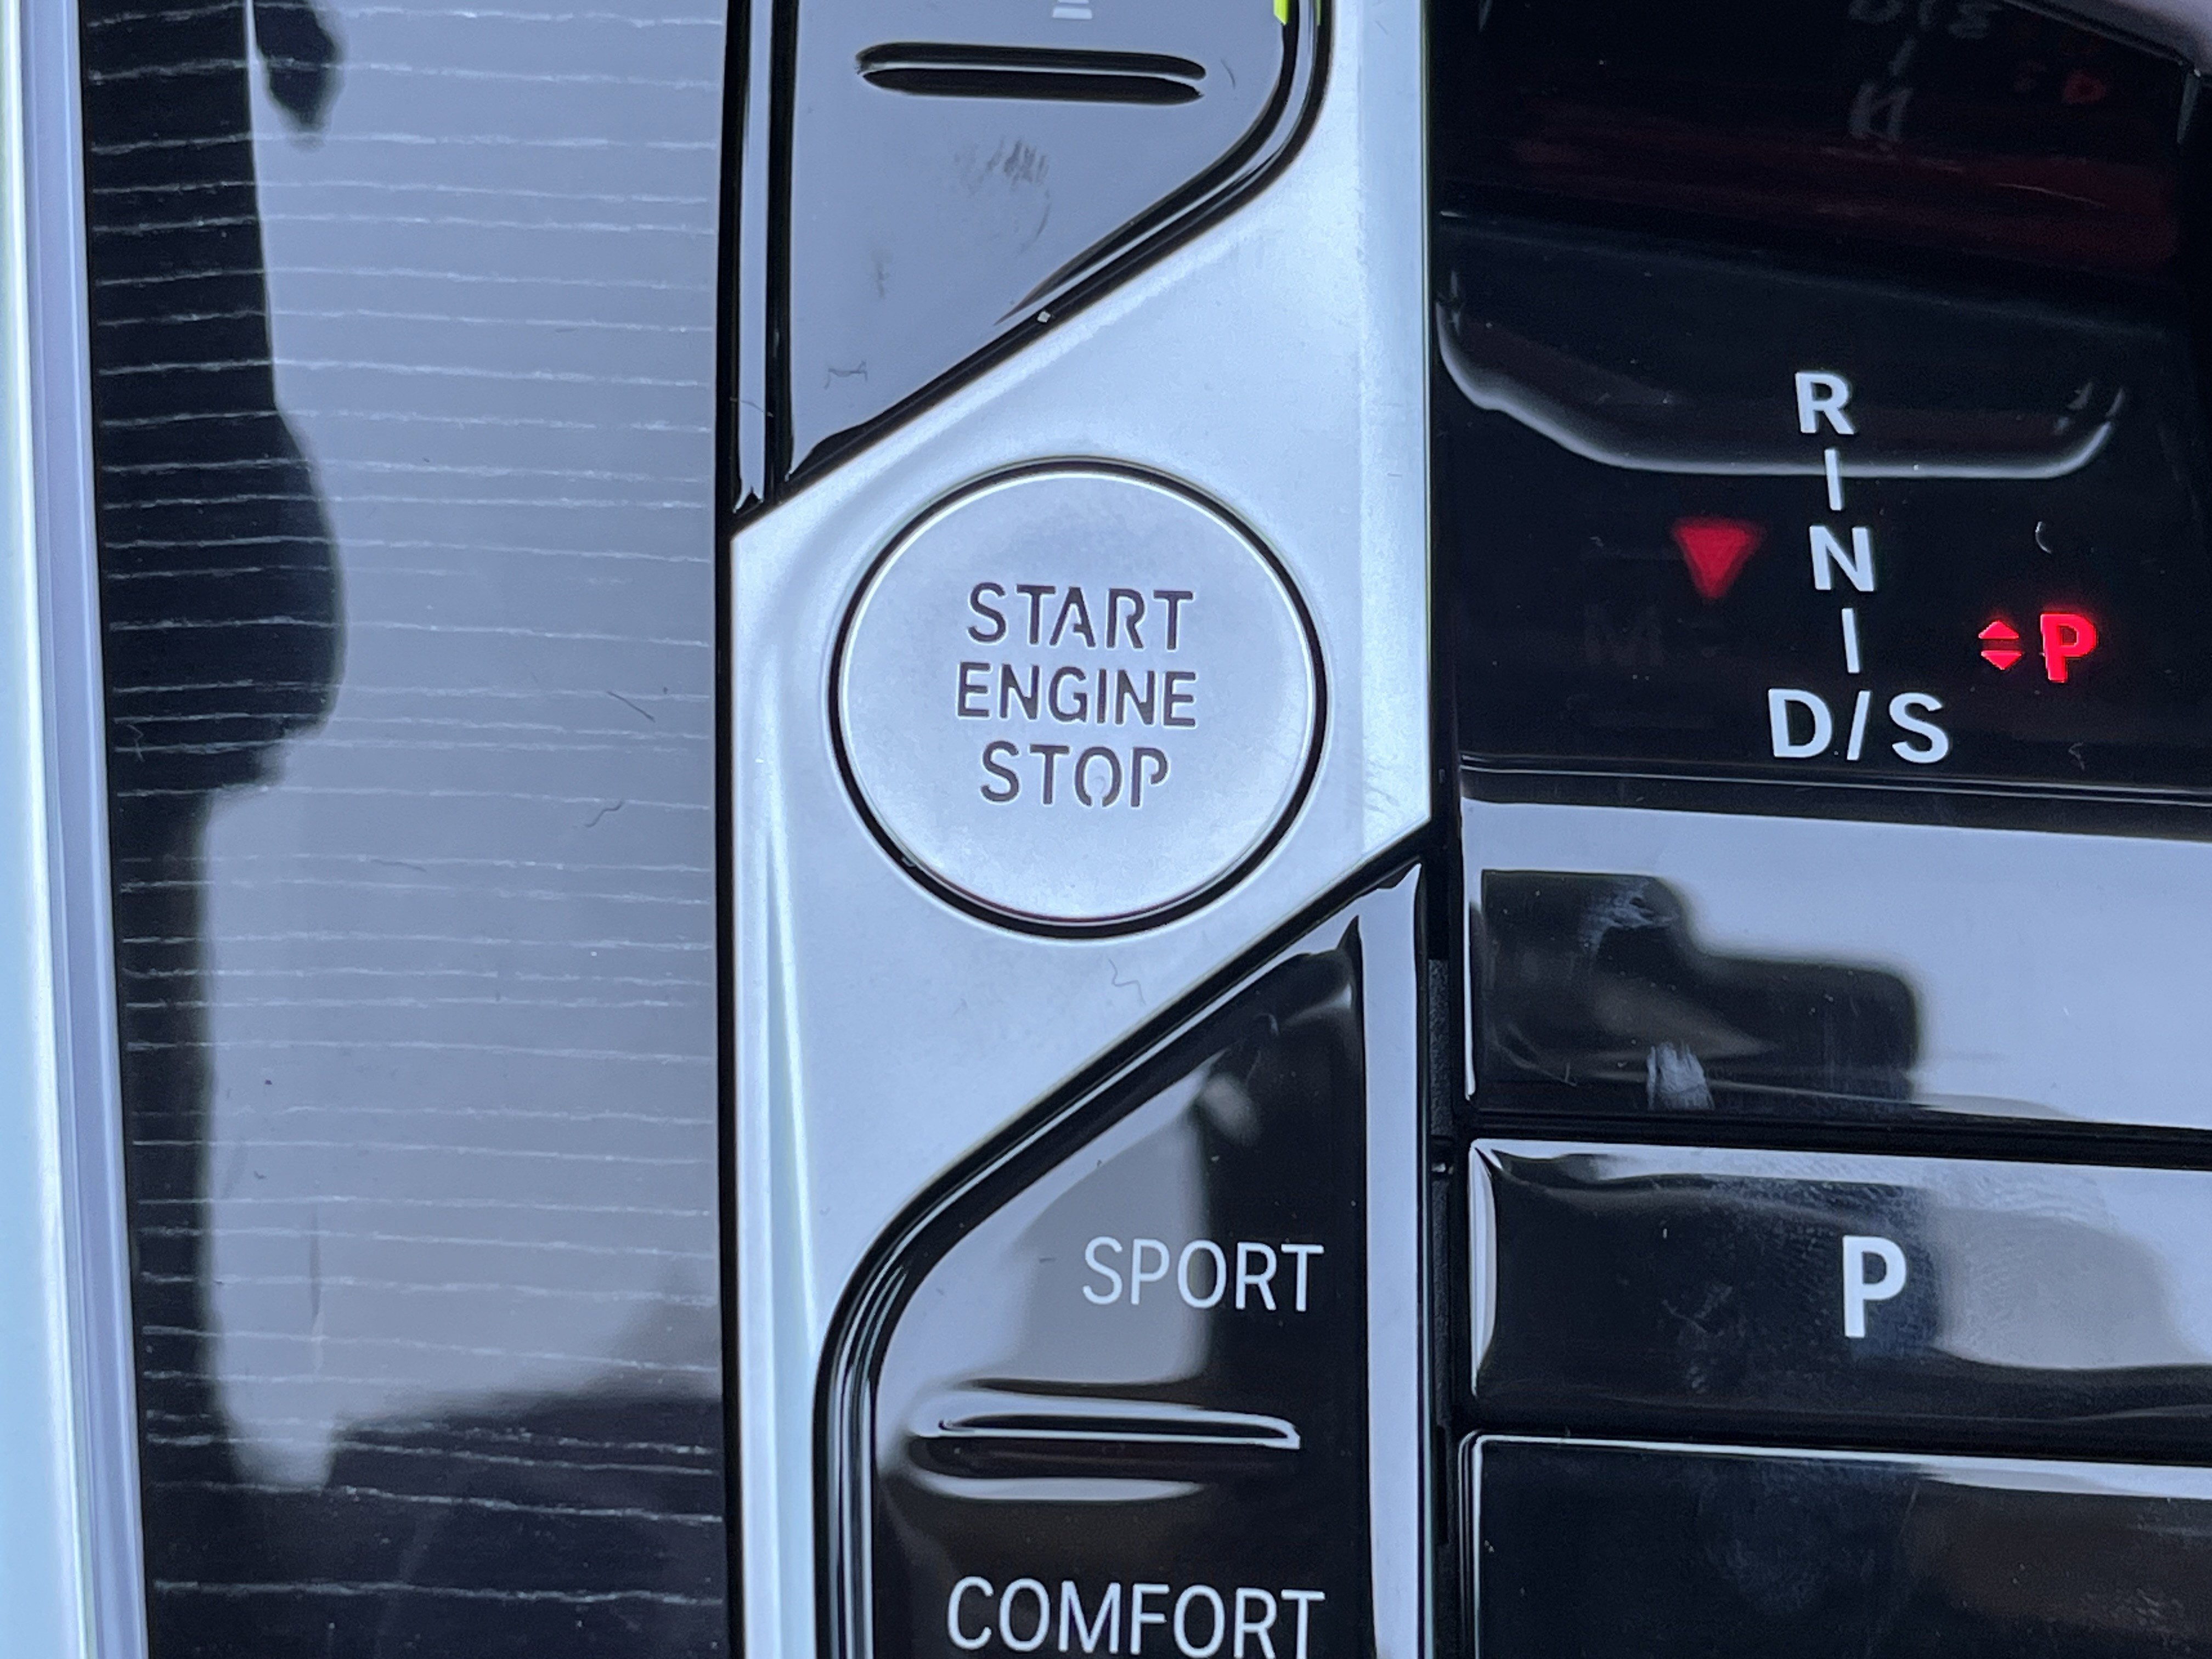 START
ENGINE
STOP
SPORT
COMFORT
R
N
D/S
P
P